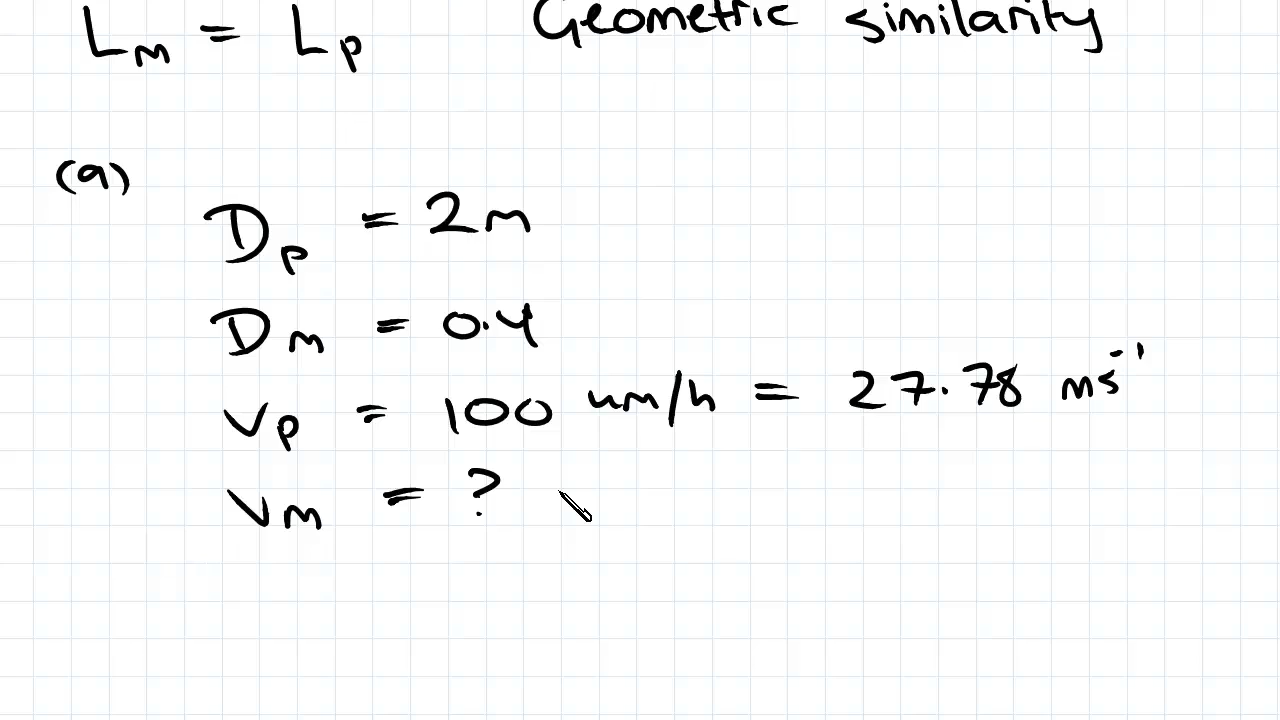 Lm = Lp Geometric similarity
(a)
Dp = 2m
Dm = 0.4
Vp = 100 km/h = 27.78 ms⁻¹
Vm = ?